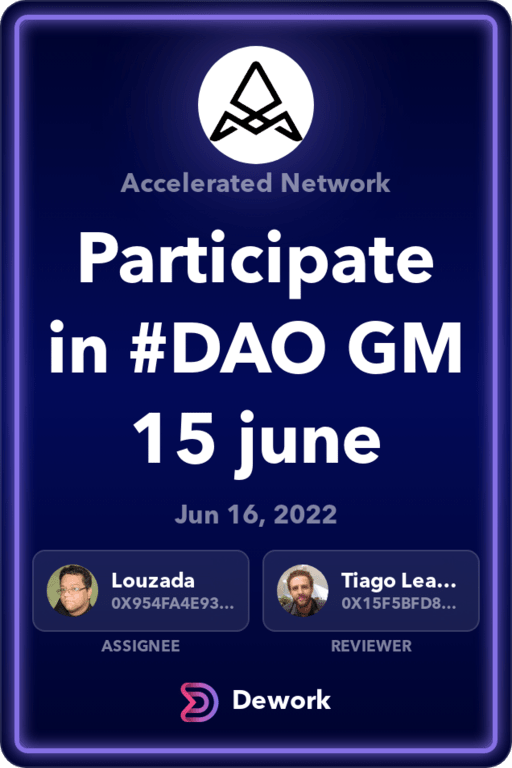 Accelerated Network
Participate
in #DAO GM
15 june
Jun 16, 2022
Louzada
0X954FA4E93...
ASSIGNEE
Tiago Lea...
0X15F5BFD8...
REVIEWER
Dework